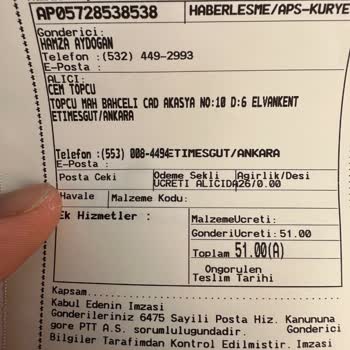 AP05728538538 HABERLESME/APS-KURYE
Gonderici:
HAMZA AYDOGAN
Telefon :(532) 449-2993
E-Posta :
ALICI:
CEM TOPCU
TOPCU MAH BAHCELI CAD AKASYA NO:10 D:6 ELVANKENT
ETIMESGUT/ANKARA
Telefon :(553) 008-4494ETIMESGUT/ANKARA
E-Posta :
Posta Ceki Odeme Sekli Agirlik/Desi
UCRETI ALICIDA26/0.00
Havale Malzeme Kodu:
Ek Hizmetler : MalzemeUcreti:
GonderiUcreti: 51.00
Toplam 51.00(A)
Ongorulen
Teslim Tarihi
Kapsam
Kabul Edenin Imzasi
Gonderileriniz 6475 Sayili Posta Hiz. Kanununa
gore PTT A.S. sorumlulugundadir. Gonderici
Bilgiler Tarafimdan Kontrol Edilmistir. Imzasi